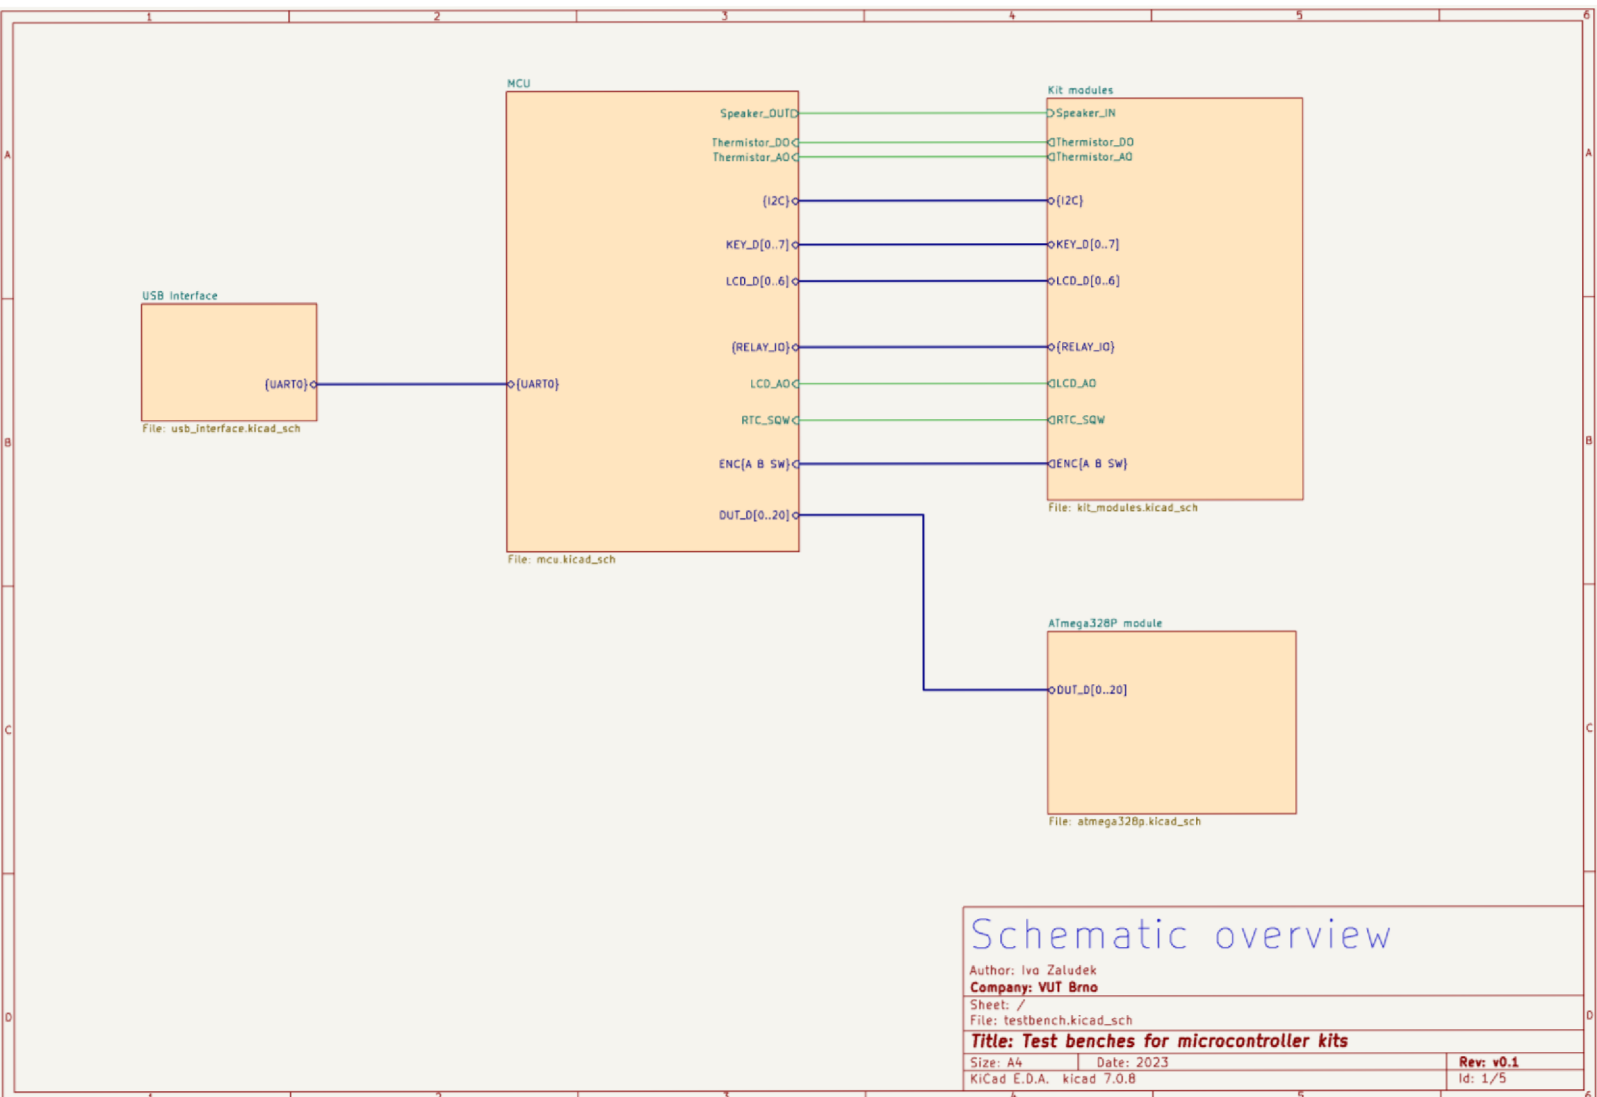 1 2 3 4 5 6
MCU
Speaker_OUT
Thermistor_DO
Thermistor_AO
{I2C}
KEY_D[0..7]
LCD_D[0..6]
{RELAY_IO}
{UART0}
LCD_AO
RTC_SQW
ENC{A B SW}
DUT_D[0..20]
File: mcu.kicad_sch
Kit modules
Speaker_IN
Thermistor_DO
Thermistor_AO
{I2C}
KEY_D[0..7]
LCD_D[0..6]
{RELAY_IO}
LCD_AO
RTC_SQW
ENC{A B SW}
File: kit_modules.kicad_sch
USB Interface
{UART0}
File: usb_interface.kicad_sch
ATmega328P module
DUT_D[0..20]
File: atmega328p.kicad_sch
A A
B B
C C
D D
Schematic overview
Author: Ivo Zaludek
Company: VUT Brno
Sheet: /
File: testbench.kicad_sch
Title: Test benches for microcontroller kits
Size: A4 Date: 2023 Rev: v0.1
KiCad E.D.A. kicad 7.0.8 Id: 1/5